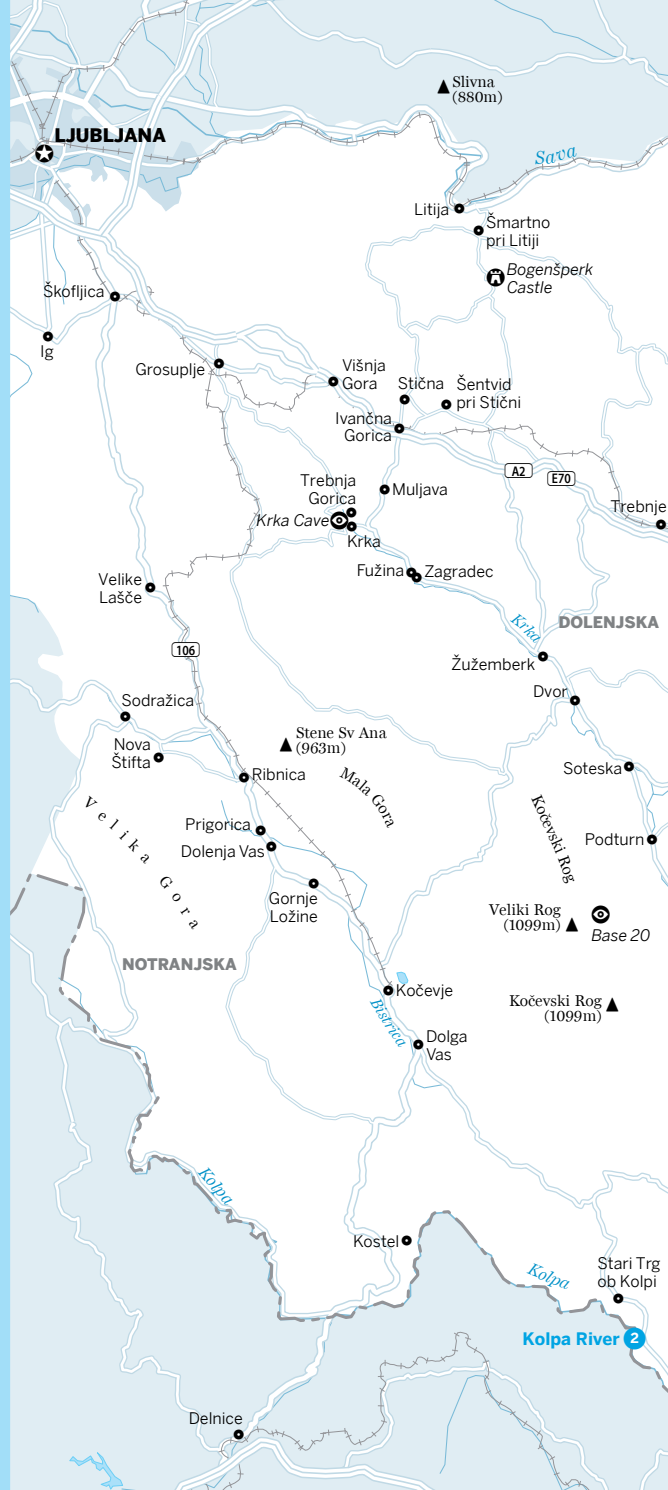 Slivna
(880m)
LJUBLJANA
Sava
Litija
Šmartno
pri Litiji
Bogenšperk
Castle
Škofljica
Ig
Grosuplje
Višnja
Gora
Stična
Šentvid
pri Stični
Ivančna
Gorica
A2
E70
Trebnja
Gorica
Muljava
Trebnje
Krka Cave
Krka
Fužina
Zagradec
Velike
Lašče
Krka
DOLENJSKA
106
Žužemberk
Dvor
Sodražica
Stene Sv Ana
(963m)
Nova
Štifta
Ribnica
Mala Gora
Soteska
Velika Gora
Prigorica
Kočevski Rog
Podturn
Dolenja Vas
Gornje
Ložine
Veliki Rog
(1099m)
Base 20
NOTRANJSKA
Kočevje
Kočevski Rog
(1099m)
Bistrica
Dolga
Vas
Kolpa
Kostel
Kolpa
Stari Trg
ob Kolpi
Kolpa River 2
Delnice